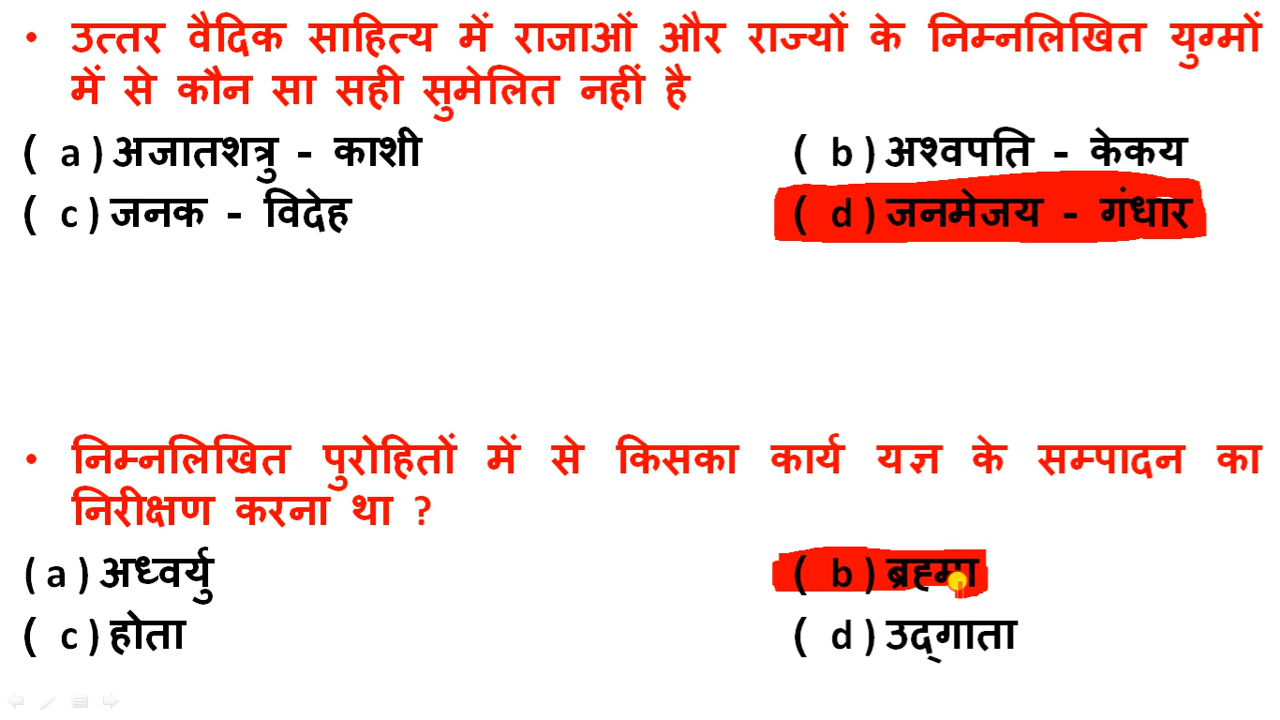 • उत्तर वैदिक साहित्य में राजाओं और राज्यों के निम्नलिखित युग्मों
में से कौन सा सही सुमेलित नहीं है
( a ) अजातशत्रु - काशी ( b ) अश्वपति - केकय
( c ) जनक - विदेह ( d ) जनमेजय - गंधार
• निम्नलिखित पुरोहितों में से किसका कार्य यज्ञ के सम्पादन का
निरीक्षण करना था ?
( a ) अध्वर्यु ( b ) ब्रह्मा
( c ) होता ( d ) उद्गाता